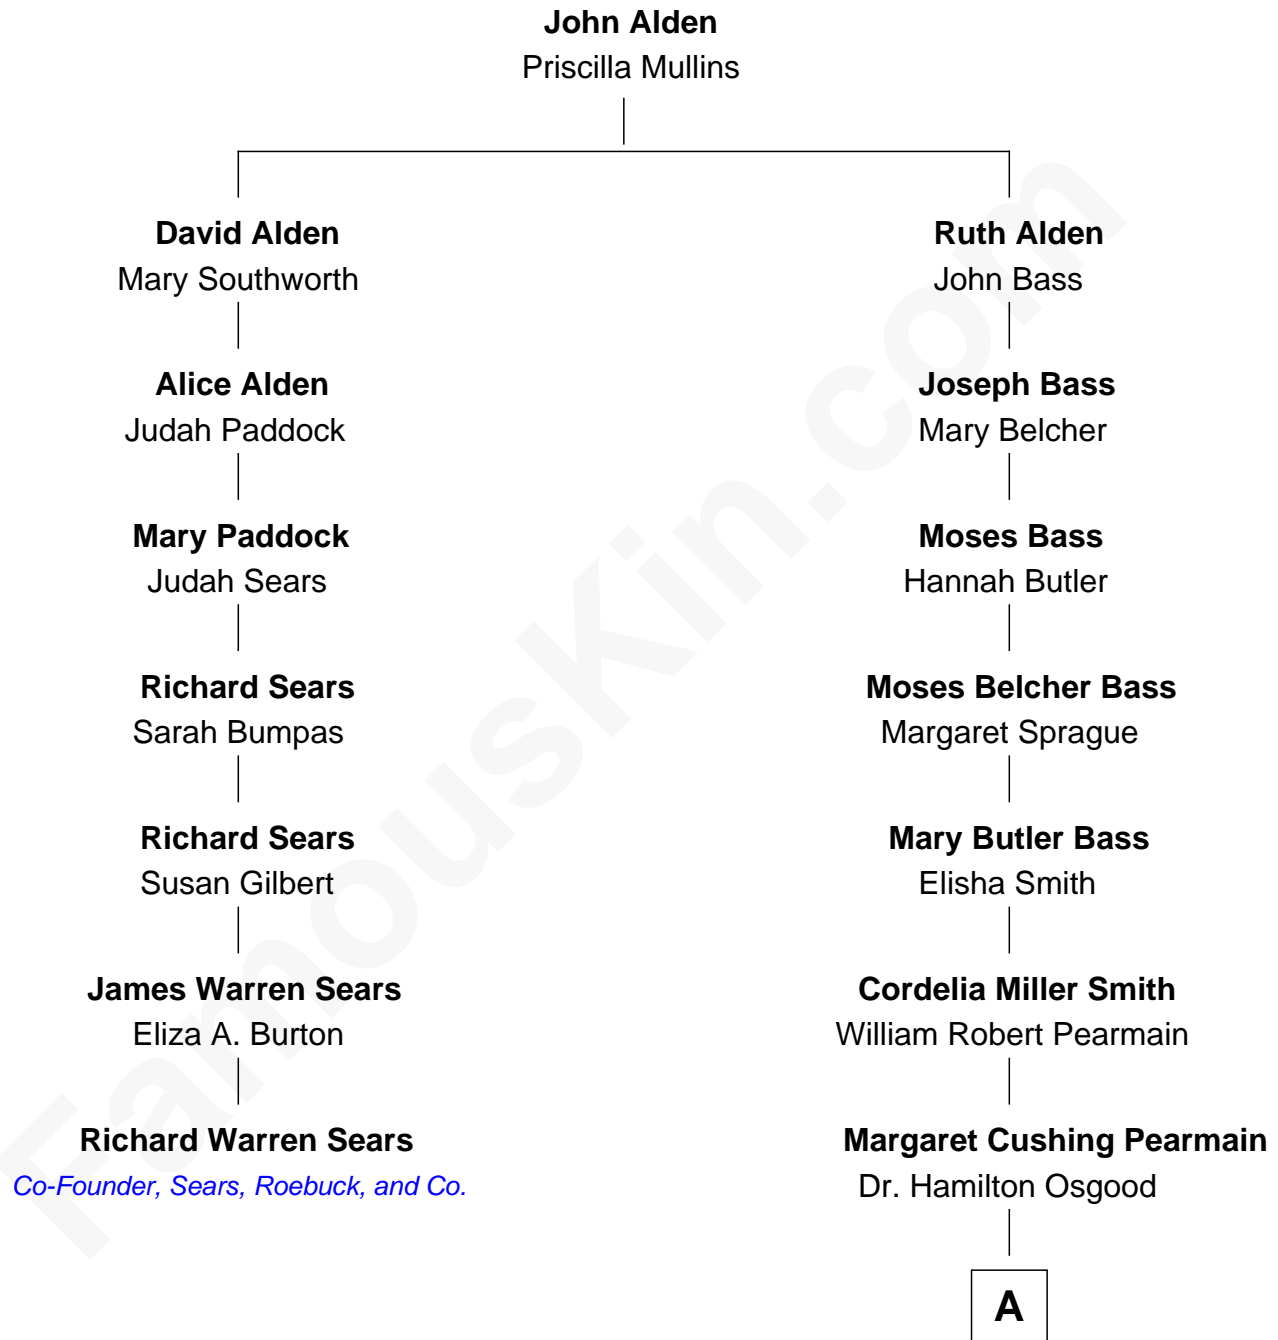 John Alden
Priscilla Mullins
David Alden
Mary Southworth
Ruth Alden
John Bass
Alice Alden
Judah Paddock
Joseph Bass
Mary Belcher
Mary Paddock
Judah Sears
Moses Bass
Hannah Butler
Richard Sears
Sarah Bumpas
Moses Belcher Bass
Margaret Sprague
Richard Sears
Susan Gilbert
Mary Butler Bass
Elisha Smith
James Warren Sears
Eliza A. Burton
Cordelia Miller Smith
William Robert Pearmain
Richard Warren Sears
Co-Founder, Sears, Roebuck, and Co.
Margaret Cushing Pearmain
Dr. Hamilton Osgood
A
FamousKin.com